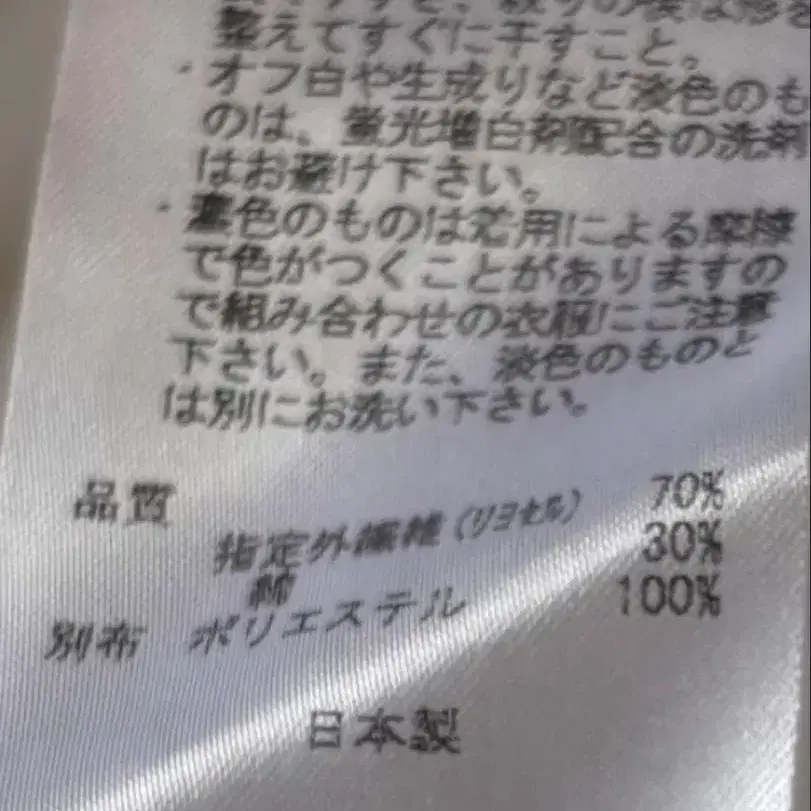 整えてすぐに干すこと。
・オフ白や生成りなど淡色のも
のは、蛍光増白剤配合の洗剤
はお避け下さい。
・濃色のものは着用による摩擦
で色がつくことがありますの
で組み合わせの衣服にご注意
下さい。また、淡色のものと
は別にお洗い下さい。
品質
指定外繊維(リヨセル) 70%
綿 30%
別布 ポリエステル 100%
日本製